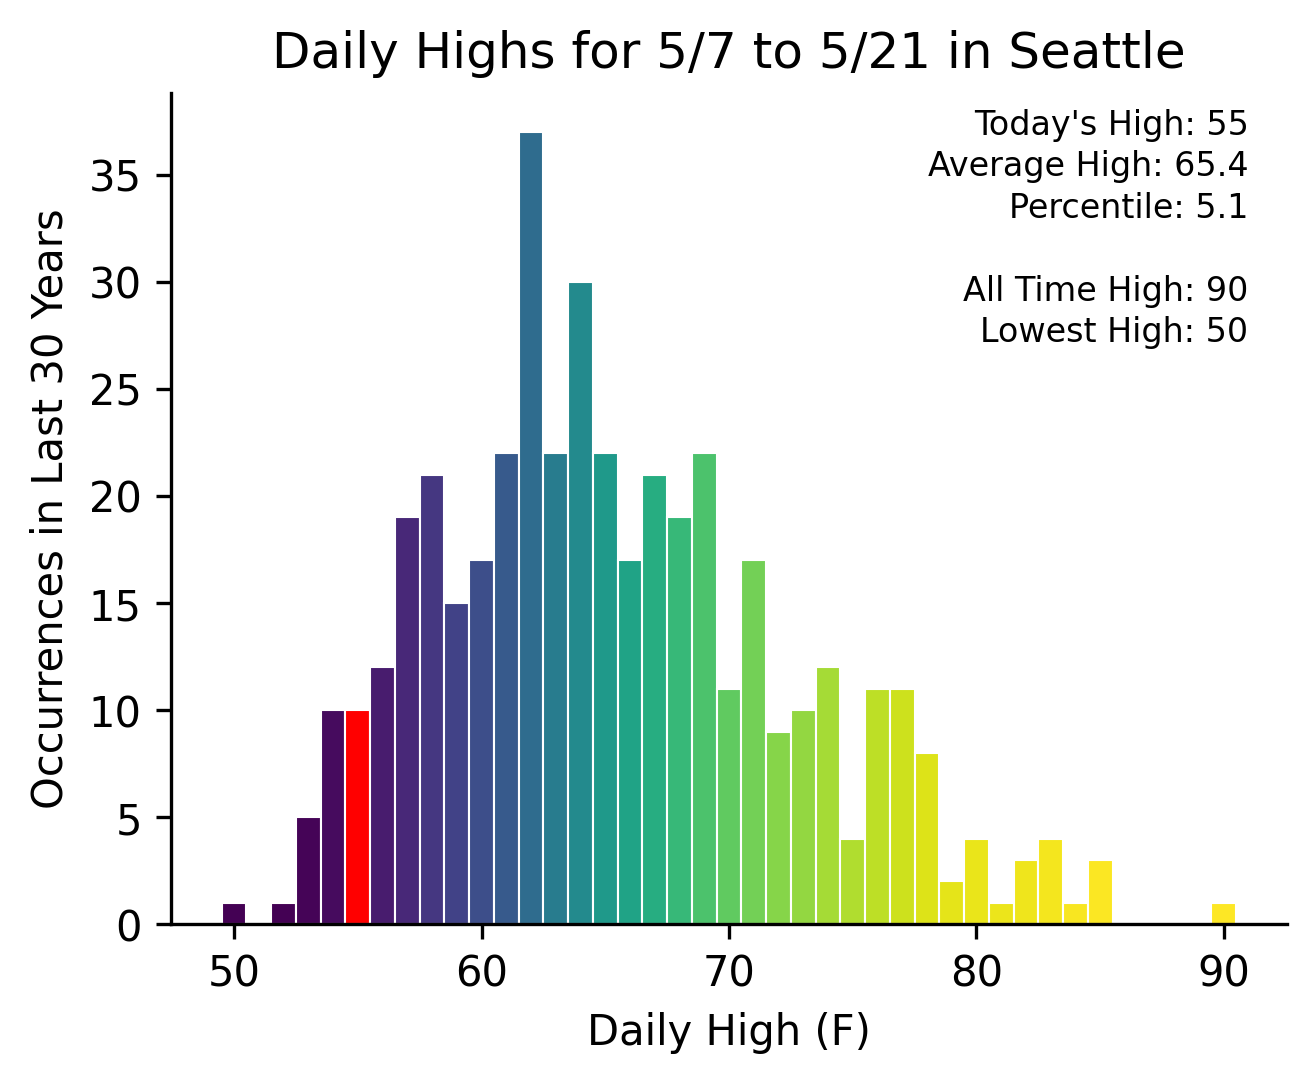 Daily Highs for 5/7 to 5/21 in Seattle
Today's High: 55
Average High: 65.4
Percentile: 5.1
All Time High: 90
Lowest High: 50
Occurrences in Last 30 Years
35
30
25
20
15
10
5
0
50 60 70 80 90
Daily High (F)